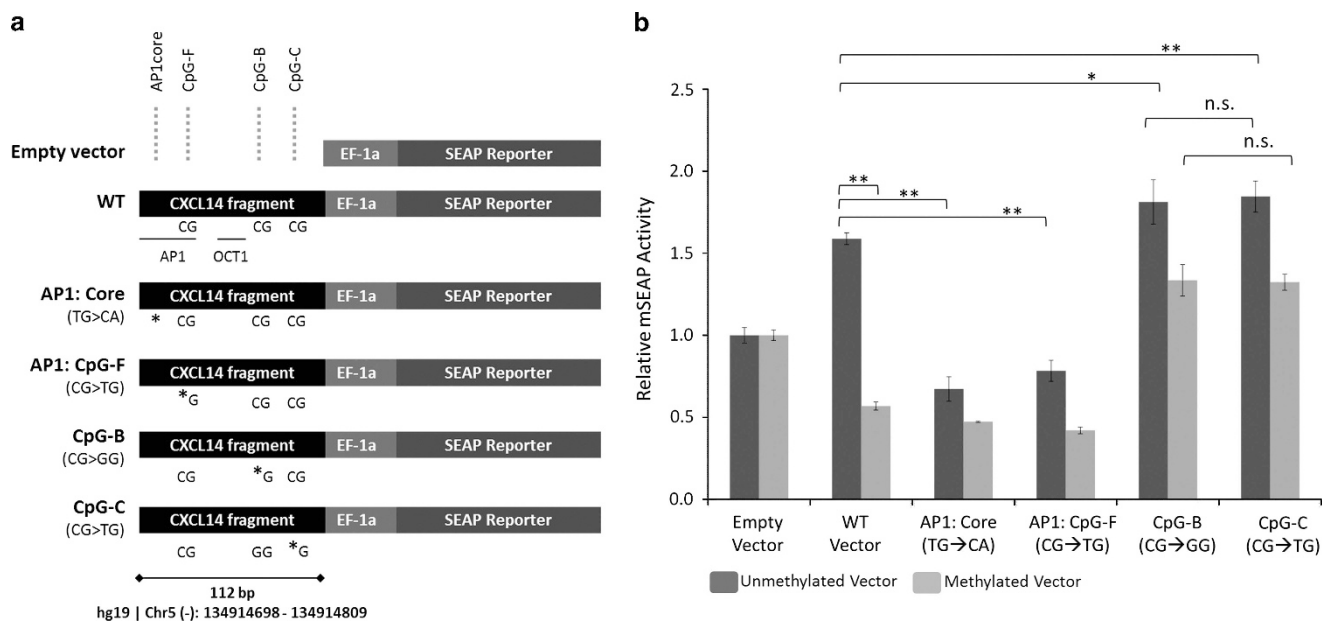 a
AP1core
CpG-F
CpG-B
CpG-C
Empty vector
EF-1a SEAP Reporter
WT
CXCL14 fragment EF-1a SEAP Reporter
CG CG CG
AP1 OCT1
AP1: Core
(TG>CA)
CXCL14 fragment EF-1a SEAP Reporter
* CG CG CG
AP1: CpG-F
(CG>TG)
CXCL14 fragment EF-1a SEAP Reporter
*G CG CG
CpG-B
(CG>GG)
CXCL14 fragment EF-1a SEAP Reporter
CG *G CG
CpG-C
(CG>TG)
CXCL14 fragment EF-1a SEAP Reporter
CG GG *G
112 bp
hg19 | Chr5 (-): 134914698 - 134914809
b
Relative mSEAP Activity
2.5
2.0
1.5
1.0
0.5
0.0
**
*
n.s.
n.s.
**
**
**
Empty
Vector
WT
Vector
AP1: Core
(TG→CA)
AP1: CpG-F
(CG→TG)
CpG-B
(CG→GG)
CpG-C
(CG→TG)
Unmethylated Vector
Methylated Vector